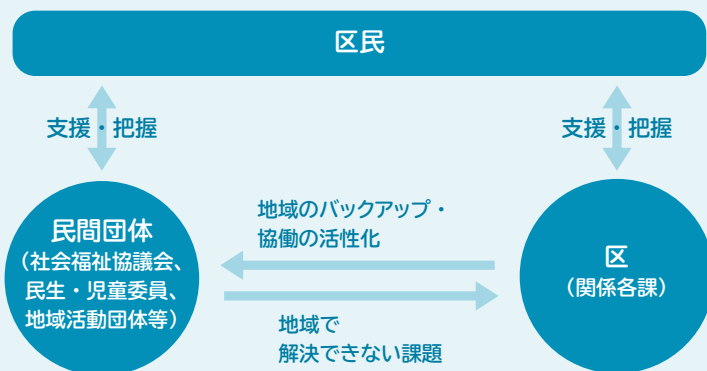 区民
支援・把握
支援・把握
民間団体
（社会福祉協議会、
民生・児童委員、
地域活動団体等）
地域のバックアップ・
協働の活性化
区
（関係各課）
地域で
解決できない課題